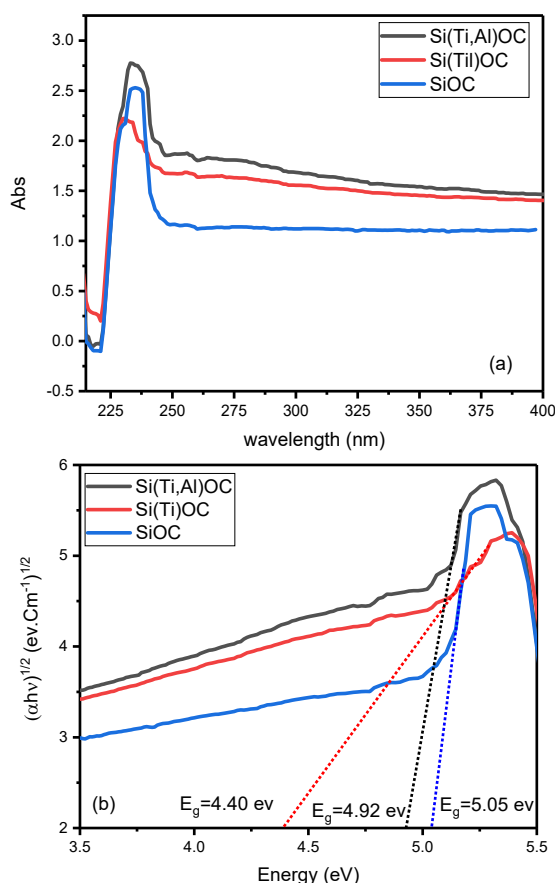 Si(Ti,Al)OC
Si(Til)OC
SiOC
3.0
2.5
2.0
1.5
1.0
0.5
0.0
-0.5
Abs
(a)
225 250 275 300 325 350 375 400
wavelength (nm)
Si(Ti,Al)OC
Si(Ti)OC
SiOC
6
5
4
3
2
(αhν)1/2 (ev.Cm-1)1/2
Eg=4.40 ev
Eg=4.92 ev
Eg=5.05 ev
(b)
3.5 4.0 4.5 5.0 5.5
Energy (eV)